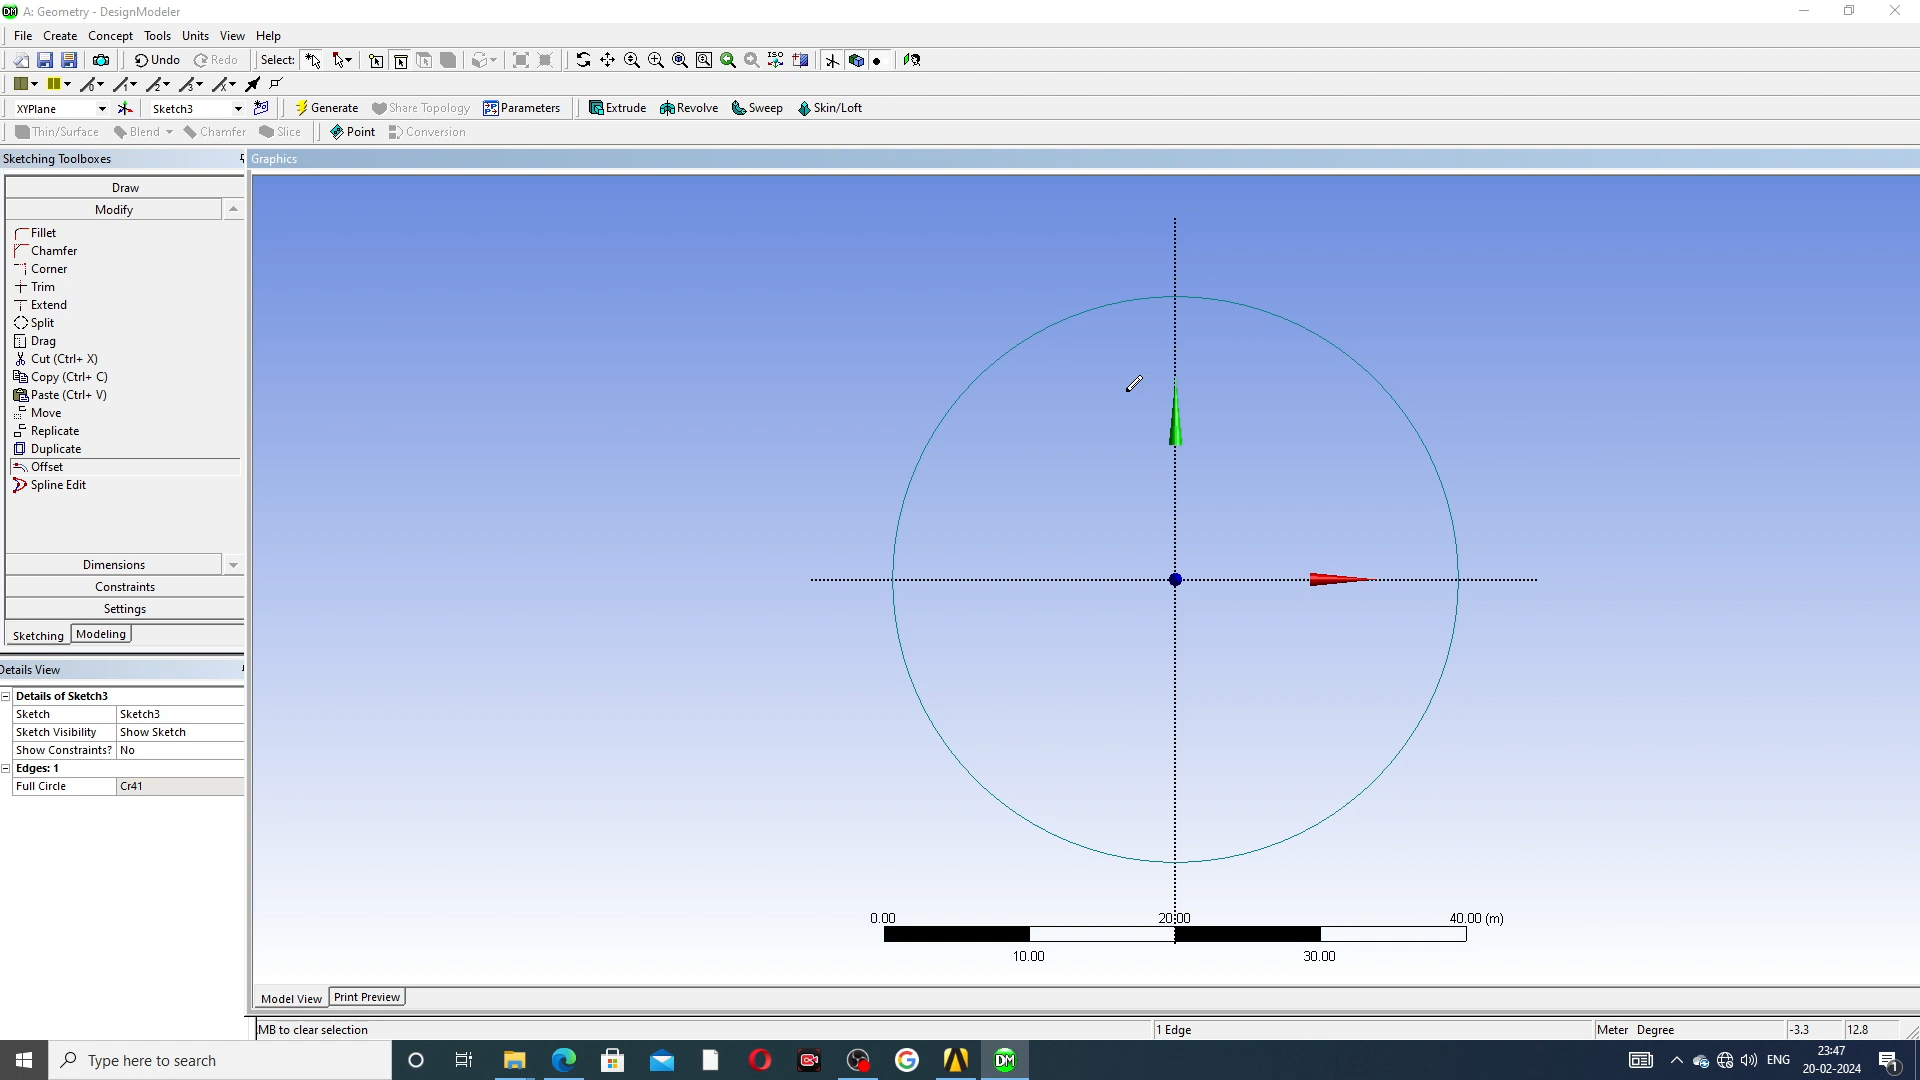 A: Geometry - DesignModeler
File Create Concept Tools Units View Help
Undo Redo Select:
XYPlane Sketch3 Generate Share Topology Parameters Extrude Revolve Sweep Skin/Loft
Thin/Surface Blend Chamfer Slice Point Conversion
Sketching Toolboxes
Graphics
Draw
Modify
Fillet
Chamfer
Corner
Trim
Extend
Split
Drag
Cut (Ctrl+ X)
Copy (Ctrl+ C)
Paste (Ctrl+ V)
Move
Replicate
Duplicate
Offset
Spline Edit
Dimensions
Constraints
Settings
Sketching Modeling
Details View
Details of Sketch3
Sketch Sketch3
Sketch Visibility Show Sketch
Show Constraints? No
Edges: 1
Full Circle Cr41
0.00 20.00 40.00 (m)
10.00 30.00
Model View Print Preview
MB to clear selection 1 Edge Meter Degree -3.3 12.8
Type here to search
ENG
23:47
20-02-2024